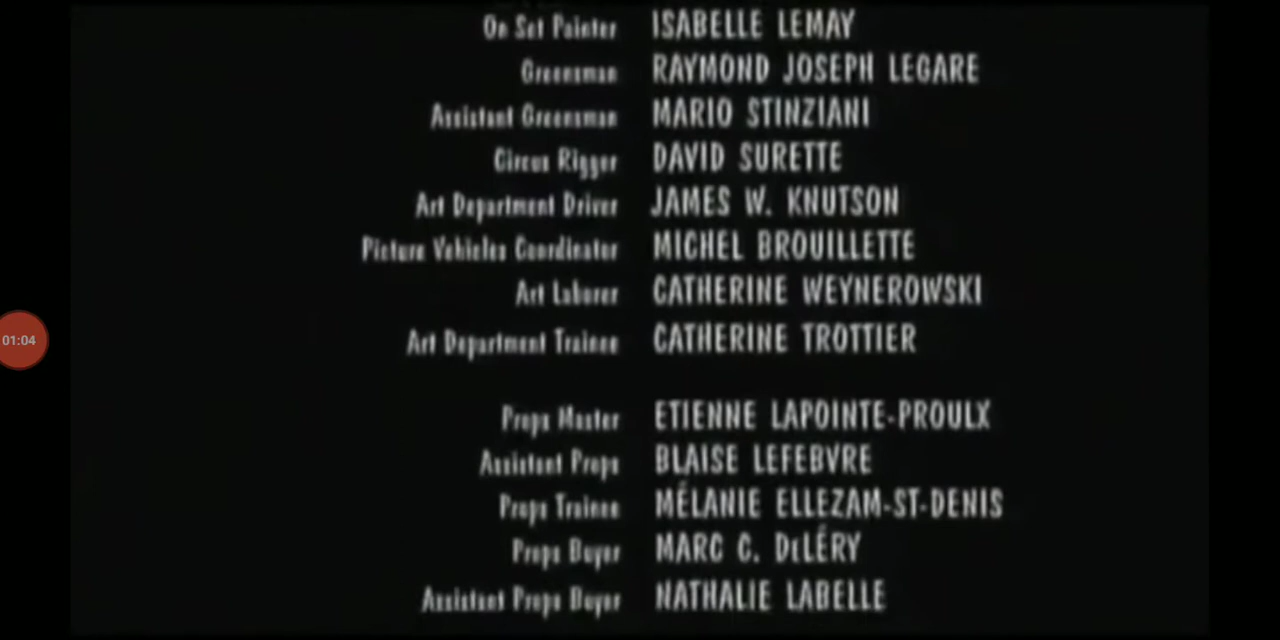 On Set Painter ISABELLE LEMAY
Greensman RAYMOND JOSEPH LEGARE
Assistant Greensman MARIO STINZIANI
Circus Rigger DAVID SURETTE
Art Department Driver JAMES W. KNUTSON
Picture Vehicles Coordinator MICHEL BROUILLETTE
01:04
Art Laborer CATHERINE WEYNEROWSKI
Art Department Trainee CATHERINE TROTTIER
Props Master ETIENNE LAPOINTE-PROULX
Assistant Props BLAISE LEFEBVRE
Props Trainee MÉLANIE ELLEZAM-ST-DENIS
Props Buyer MARC C. DeLÉRY
Assistant Props Buyer NATHALIE LABELLE